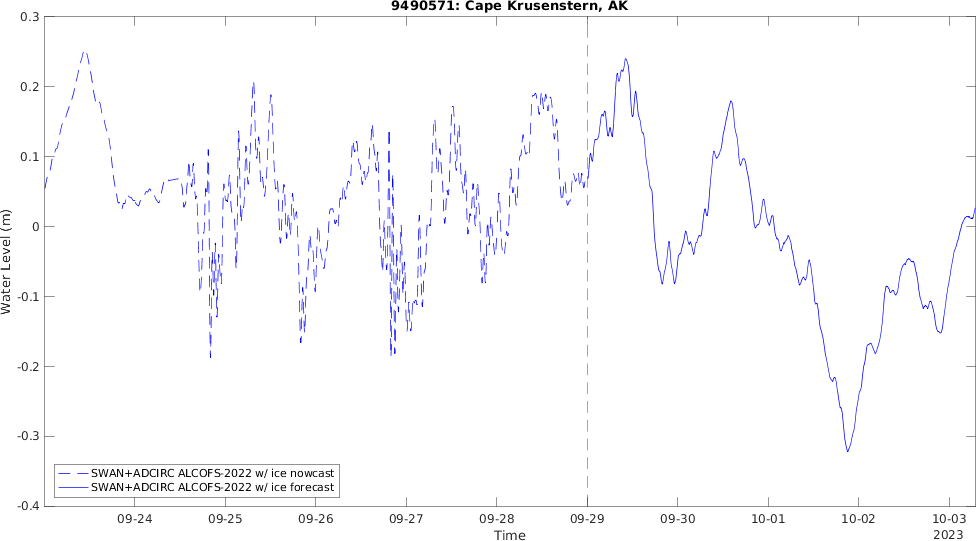 9490571: Cape Krusenstern, AK
0.3
0.2
0.1
0
-0.1
-0.2
-0.3
-0.4
Water Level (m)
SWAN+ADCIRC ALCOFS-2022 w/ ice nowcast
SWAN+ADCIRC ALCOFS-2022 w/ ice forecast
09-24 09-25 09-26 09-27 09-28 09-29 09-30 10-01 10-02 10-03
Time
2023